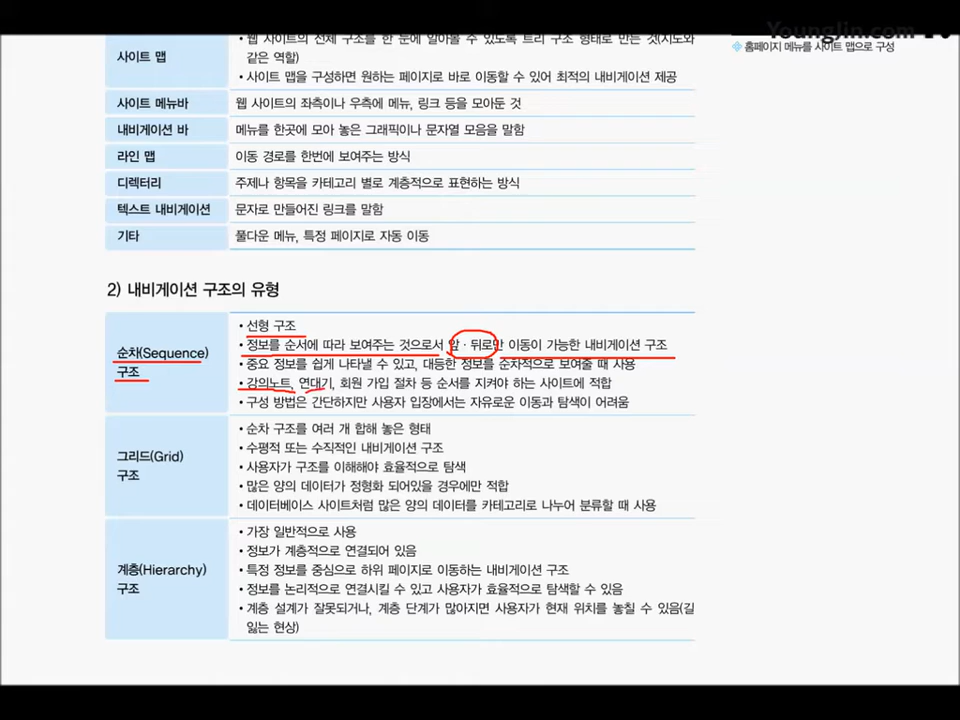 Youngjin.com
• 웹 사이트의 전체 구조를 한 눈에 알아볼 수 있도록 트리 구조 형태로 만든 것(지도와
같은 역할)
사이트 맵
• 사이트 맵을 구성하면 원하는 페이지로 바로 이동할 수 있어 최적의 내비게이션 제공
홈페이지 메뉴를 사이트 맵으로 구성
사이트 메뉴바
웹 사이트의 좌측이나 우측에 메뉴, 링크 등을 모아둔 것
내비게이션 바
메뉴를 한곳에 모아 놓은 그래픽이나 문자열 모음을 말함
라인 맵
이동 경로를 한번에 보여주는 방식
디렉터리
주제나 항목을 카테고리 별로 계층적으로 표현하는 방식
텍스트 내비게이션
문자로 만들어진 링크를 말함
기타
풀다운 메뉴, 특정 페이지로 자동 이동
2) 내비게이션 구조의 유형
순차(Sequence)
구조
• 선형 구조
• 정보를 순서에 따라 보여주는 것으로서 앞 · 뒤로만 이동이 가능한 내비게이션 구조
• 중요 정보를 쉽게 나타낼 수 있고, 대등한 정보를 순차적으로 보여줄 때 사용
• 강의노트, 연대기, 회원 가입 절차 등 순서를 지켜야 하는 사이트에 적합
• 구성 방법은 간단하지만 사용자 입장에서는 자유로운 이동과 탐색이 어려움
그리드(Grid)
구조
• 순차 구조를 여러 개 합해 놓은 형태
• 수평적 또는 수직적인 내비게이션 구조
• 사용자가 구조를 이해해야 효율적으로 탐색
• 많은 양의 데이터가 정형화 되어있을 경우에만 적합
• 데이터베이스 사이트처럼 많은 양의 데이터를 카테고리로 나누어 분류할 때 사용
계층(Hierarchy)
구조
• 가장 일반적으로 사용
• 정보가 계층적으로 연결되어 있음
• 특정 정보를 중심으로 하위 페이지로 이동하는 내비게이션 구조
• 정보를 논리적으로 연결시킬 수 있고 사용자가 효율적으로 탐색할 수 있음
• 계층 설계가 잘못되거나, 계층 단계가 많아지면 사용자가 현재 위치를 놓칠 수 있음(길
잃는 현상)